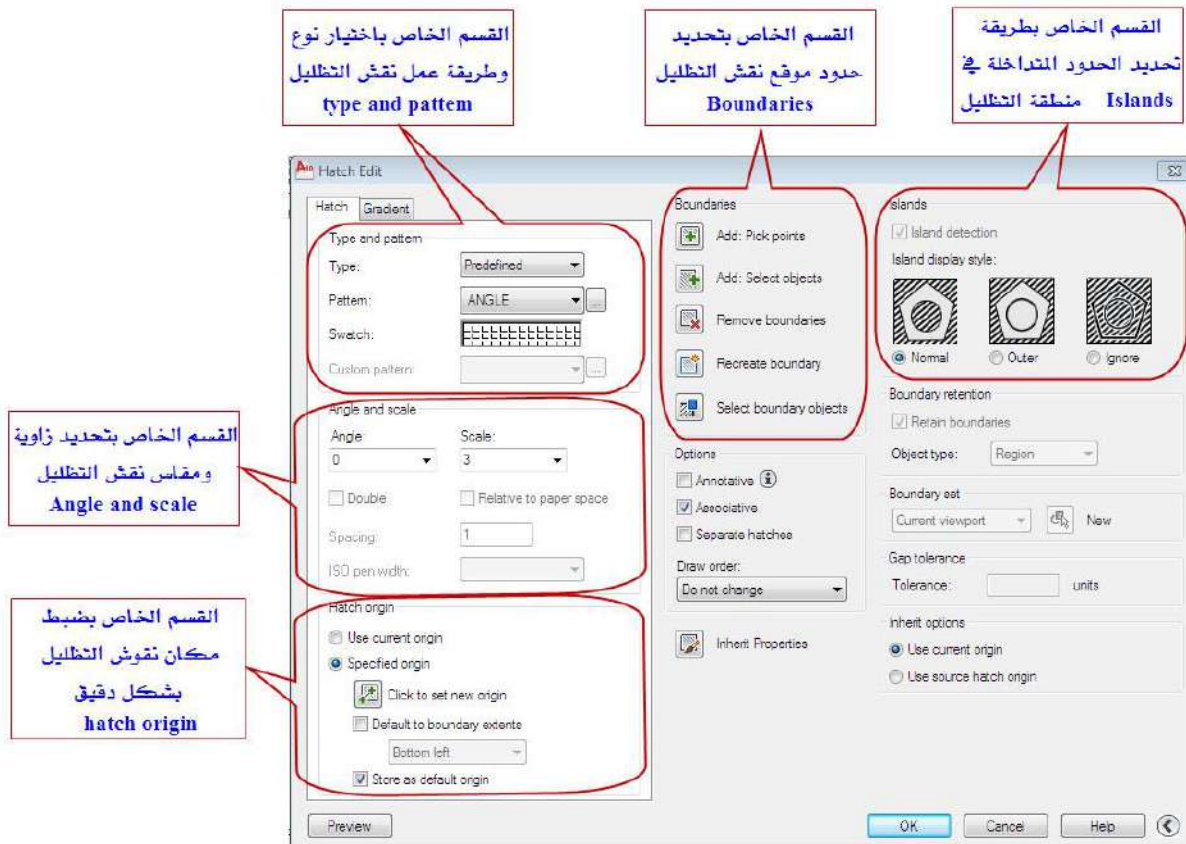 القسم الخاص باختيار نوع
وطريقة عمل نقش التظليل
type and pattem
القسم الخاص بتحديد
حدود موقع نقش التظليل
Boundaries
القسم الخاص بطريقة
تحديد الحدود المتداخلة في
منطقة التظليل Islands
Hatch Edit
Hatch
Gradient
Type and pattern
Type:
Predefined
Pattern:
ANGLE
...
Swatch:
Custom pattern:
...
القسم الخاص بتحديد زاوية
ومقاس نقش التظليل
Angle and scale
Angle and scale
Angle:
Scale:
0
3
Double
Relative to paper space
Spacing:
1
ISO pen width:
القسم الخاص بضبط
مكان نقوش التظليل
بشكل دقيق
hatch origin
Hatch origin
Use current origin
Specified origin
Click to set new origin
Default to boundary extents
Bottom left
Store as default origin
Preview
Boundaries
Add: Pick points
Add: Select objects
Remove boundaries
Recreate boundary
Select boundary objects
Options
Annotative
Associative
Separate hatches
Draw order:
Do not change
Inherit Properties
Islands
Island detection
Island display style:
Normal
Outer
Ignore
Boundary retention
Retain boundaries
Object type:
Region
Boundary set
Current viewport
New
Gap tolerance
Tolerance:
units
Inherit options
Use current origin
Use source hatch origin
OK
Cancel
Help